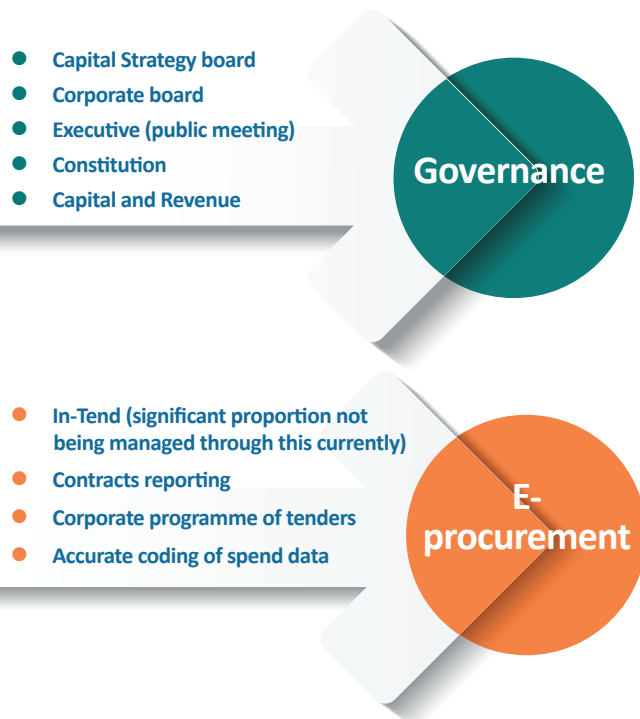 Capital Strategy board
Corporate board
Executive (public meeting)
Constitution
Capital and Revenue
Governance
In-Tend (significant proportion not
being managed through this currently)
Contracts reporting
Corporate programme of tenders
Accurate coding of spend data
E-
procurement